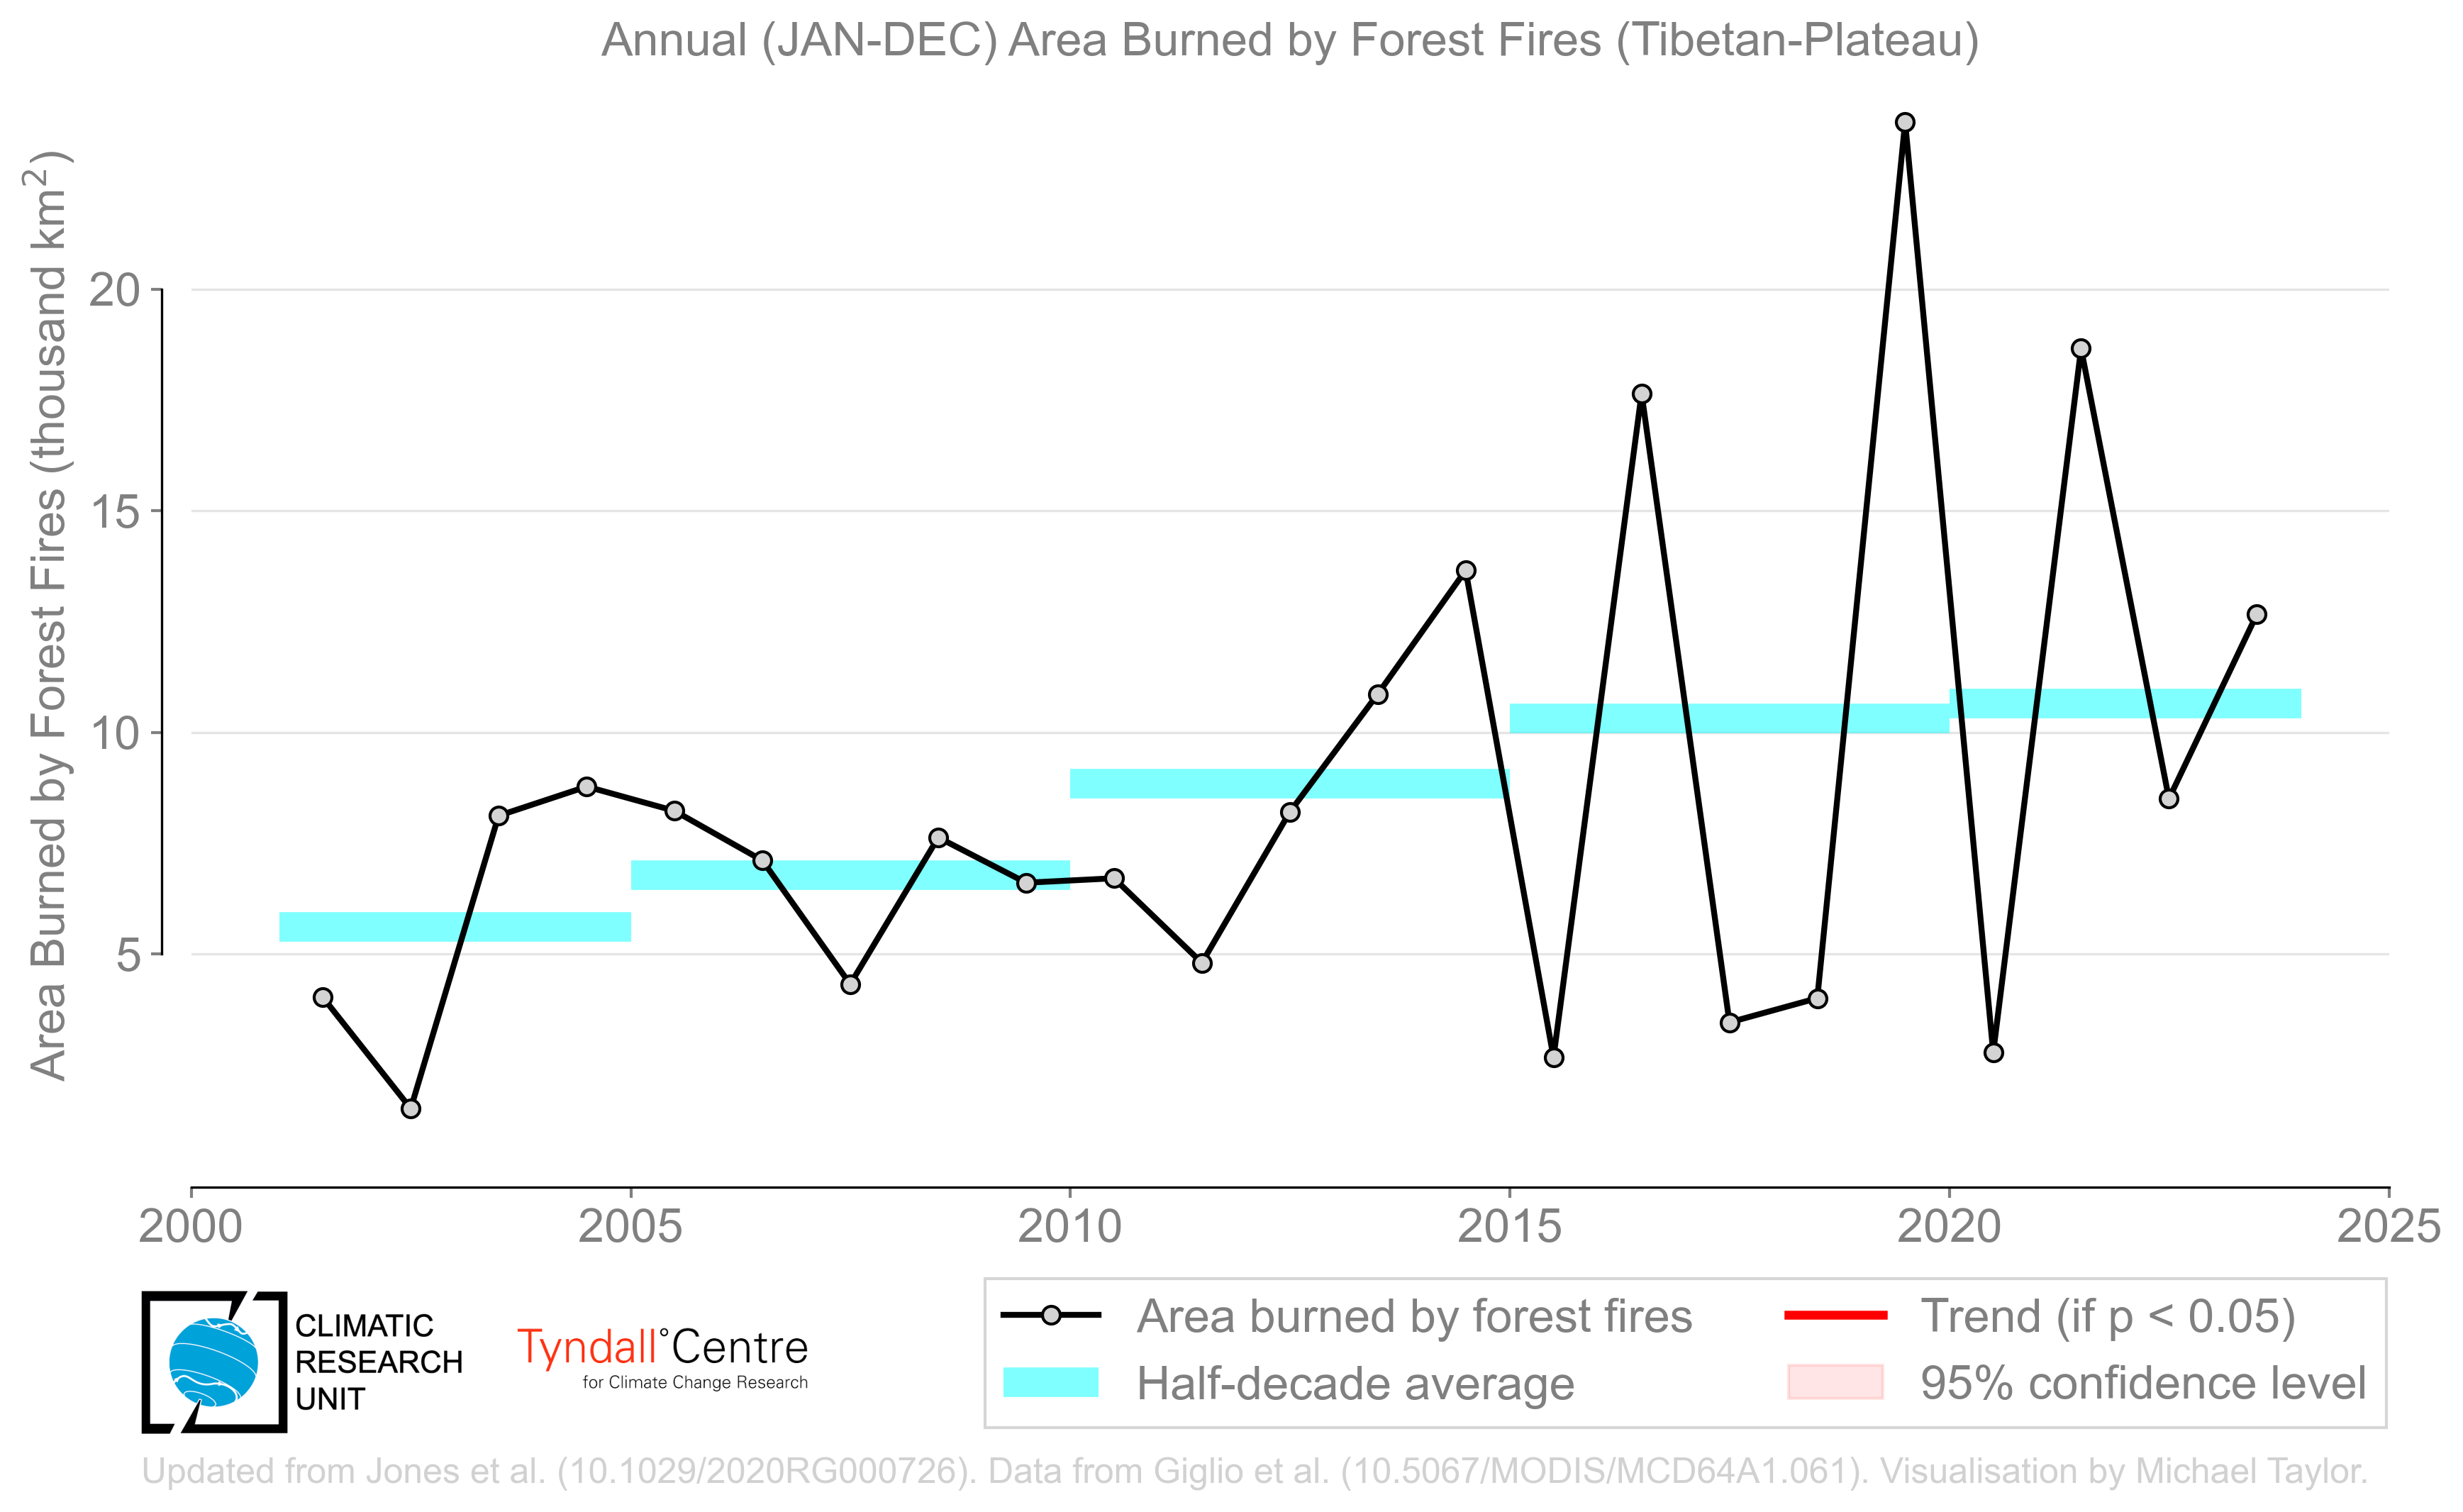 Annual (JAN-DEC) Area Burned by Forest Fires (Tibetan-Plateau)
Area Burned by Forest Fires (thousand km²)
20
15
10
5
2000 2005 2010 2015 2020 2025
CLIMATIC
RESEARCH
UNIT
Tyndall°Centre
for Climate Change Research
Area burned by forest fires
Half-decade average
Trend (if p < 0.05)
95% confidence level
Updated from Jones et al. (10.1029/2020RG000726). Data from Giglio et al. (10.5067/MODIS/MCD64A1.061). Visualisation by Michael Taylor.